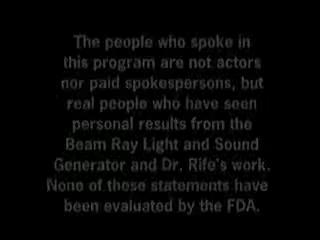 The people who spoke in
this program are not actors
nor paid spokespersons, but
real people who have seen
personal results from the
Beam Ray Light and Sound
Generator and Dr. Rife's work.
None of these statements have
been evaluated by the FDA.